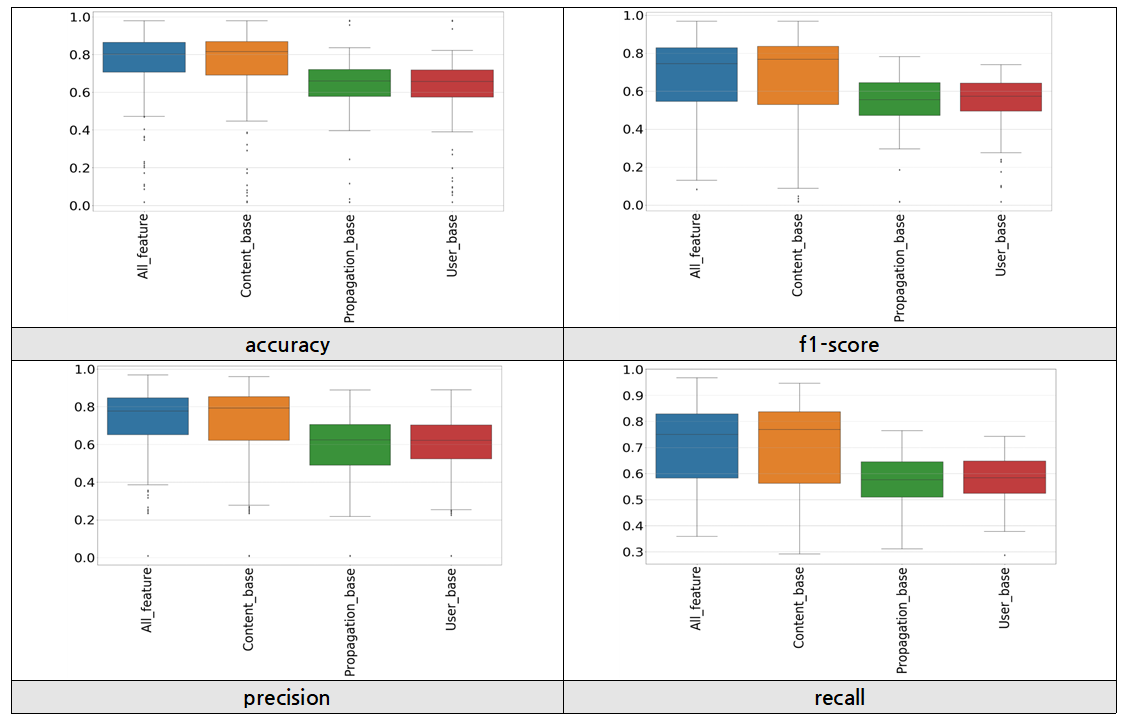 1.0
0.8
0.6
0.4
0.2
0.0
All_feature
Content_base
Propagation_base
User_base
accuracy
1.0
0.8
0.6
0.4
0.2
0.0
All_feature
Content_base
Propagation_base
User_base
f1-score
1.0
0.8
0.6
0.4
0.2
0.0
All_feature
Content_base
Propagation_base
User_base
precision
1.0
0.9
0.8
0.7
0.6
0.5
0.4
0.3
All_feature
Content_base
Propagation_base
User_base
recall